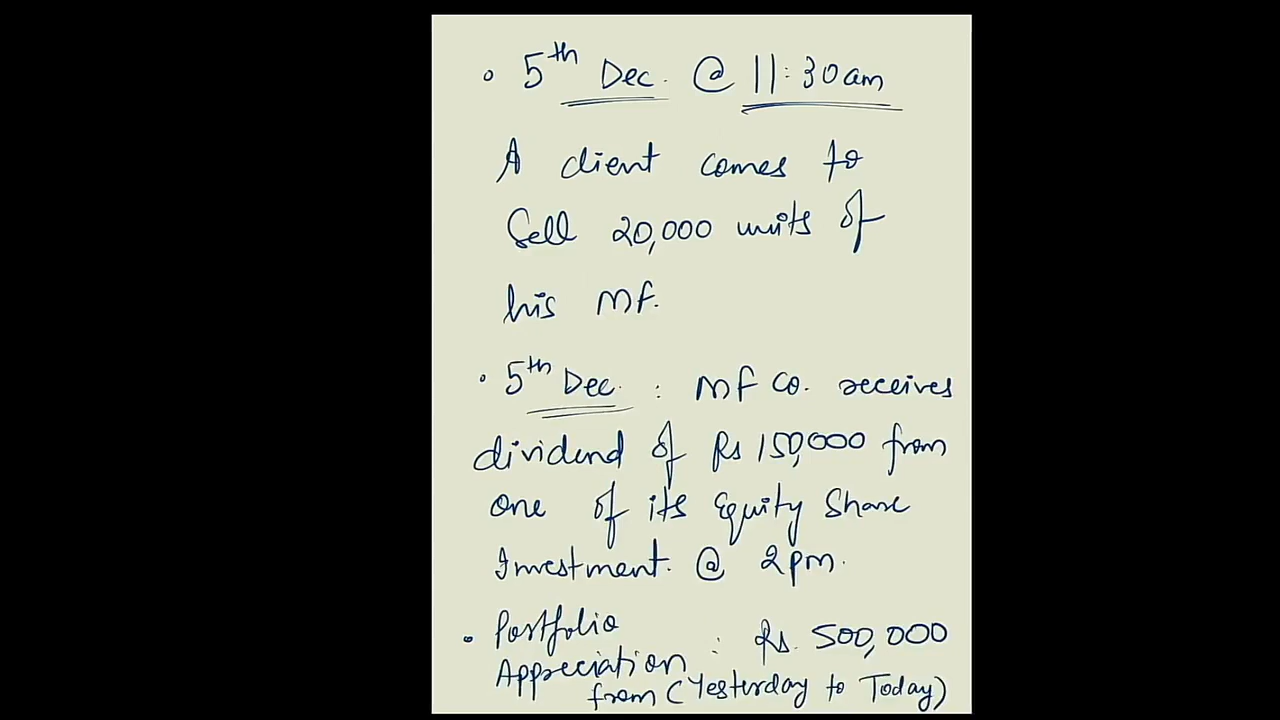 • 5th Dec. @ 11:30am
A client comes to
Sell 20,000 units of
his MF.
• 5th Dec. : MF Co. receives
dividend of Rs 150,000 from
one of its Equity Share
Investment. @ 2pm.
• Portfolio
Appreciation : Rs. 500,000
from (Yesterday to Today)